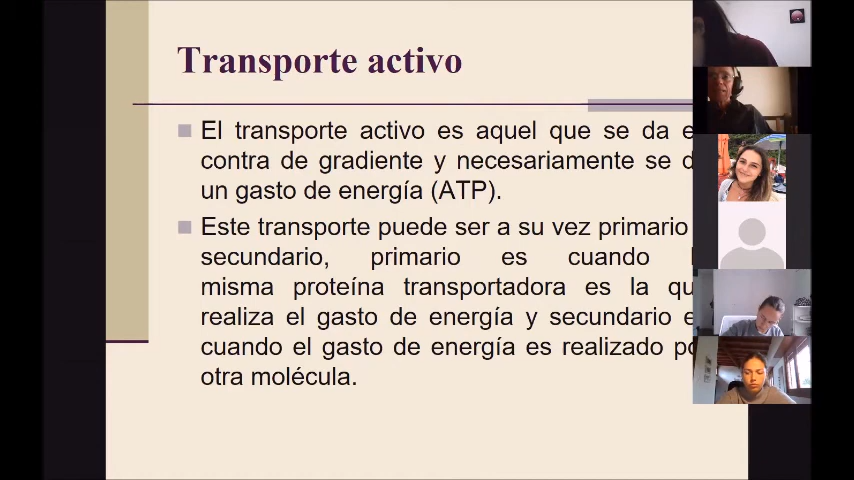 Transporte activo
El transporte activo es aquel que se da e
contra de gradiente y necesariamente se d
un gasto de energía (ATP).
Este transporte puede ser a su vez primario
secundario, primario es cuando l
misma proteína transportadora es la qu
realiza el gasto de energía y secundario e
cuando el gasto de energía es realizado po
otra molécula.